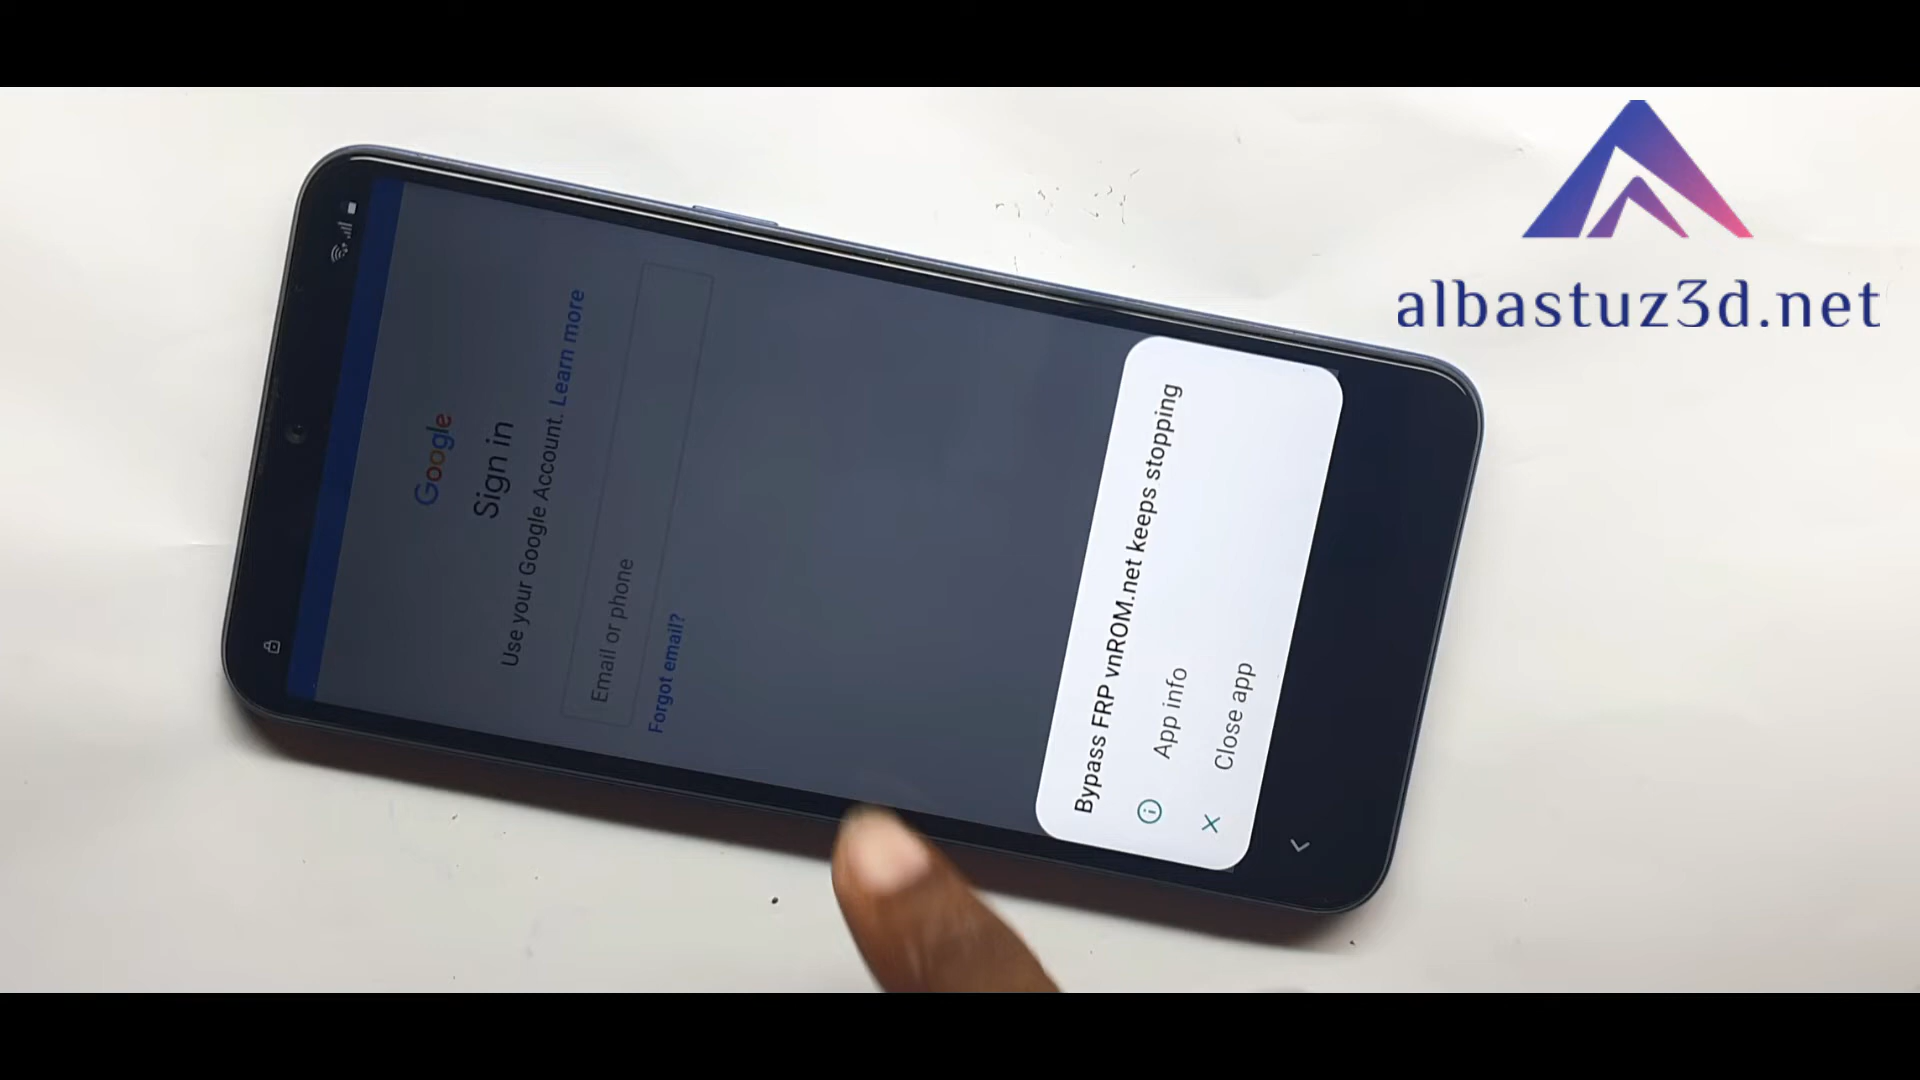 albastuz3d.net
Google
Sign in
Use your Google Account. Learn more
Email or phone
Forgot email?
Bypass FRP vnROM.net keeps stopping
App info
Close app